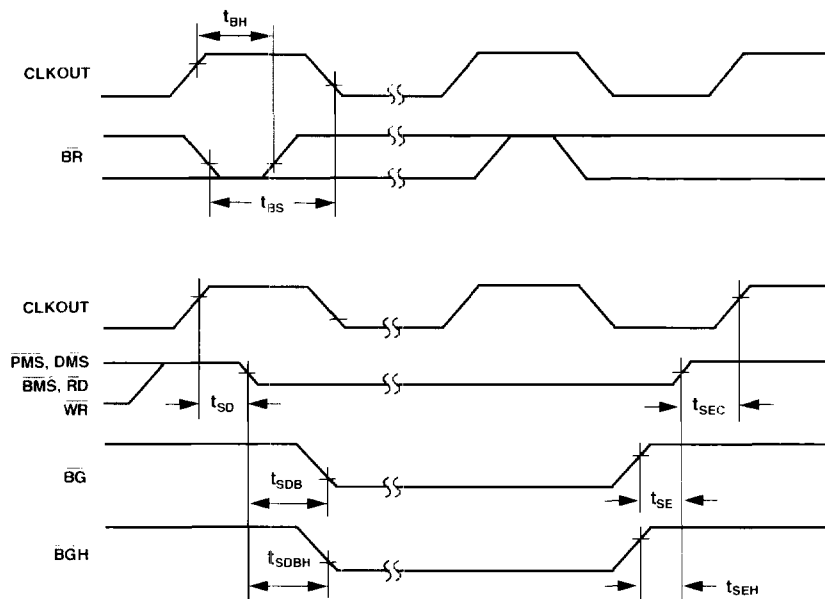 tBH
CLKOUT
BR
tBS
CLKOUT
PMS, DMS
BMS, RD
WR
tSD
tSEC
BG
tSDB
tSE
BGH
tSDBH
tSEH